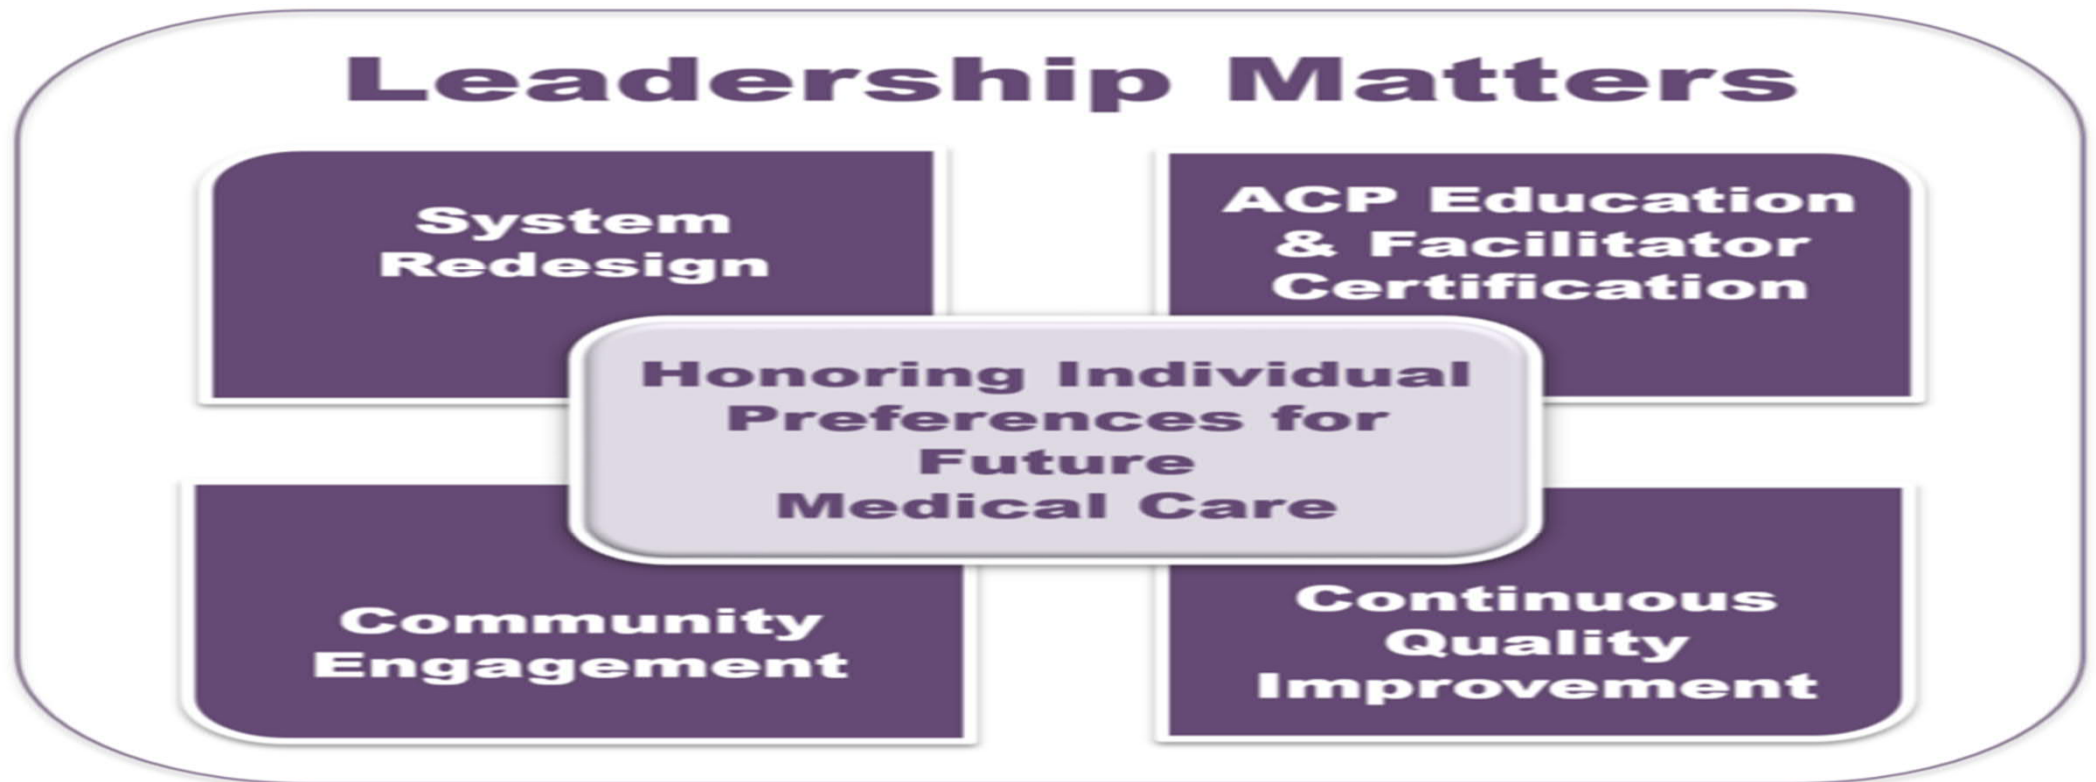 Leadership Matters
System
Redesign
ACP Education
& Facilitator
Certification
Honoring Individual
Preferences for
Future
Medical Care
Community
Engagement
Continuous
Quality
Improvement